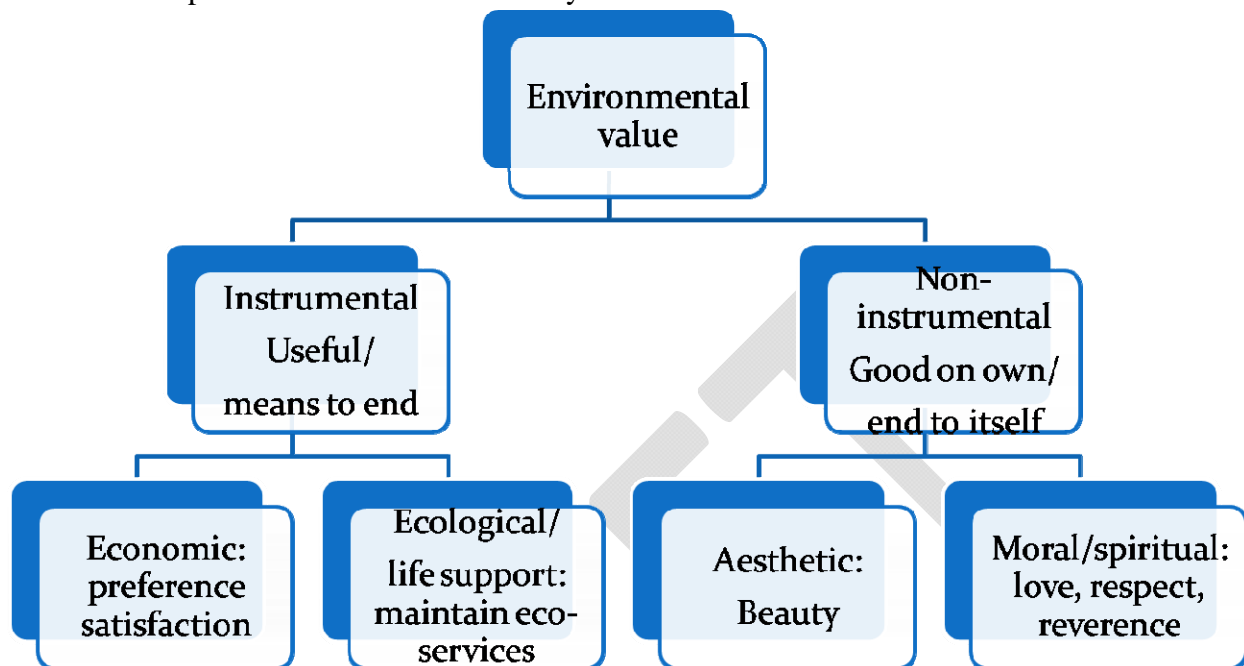 Environmental
value
Instrumental
Useful/
means to end
Non-
instrumental
Good on own/
end to itself
Economic:
preference
satisfaction
Ecological/
life support:
maintain eco-
services
Aesthetic:
Beauty
Moral/spiritual:
love, respect,
reverence